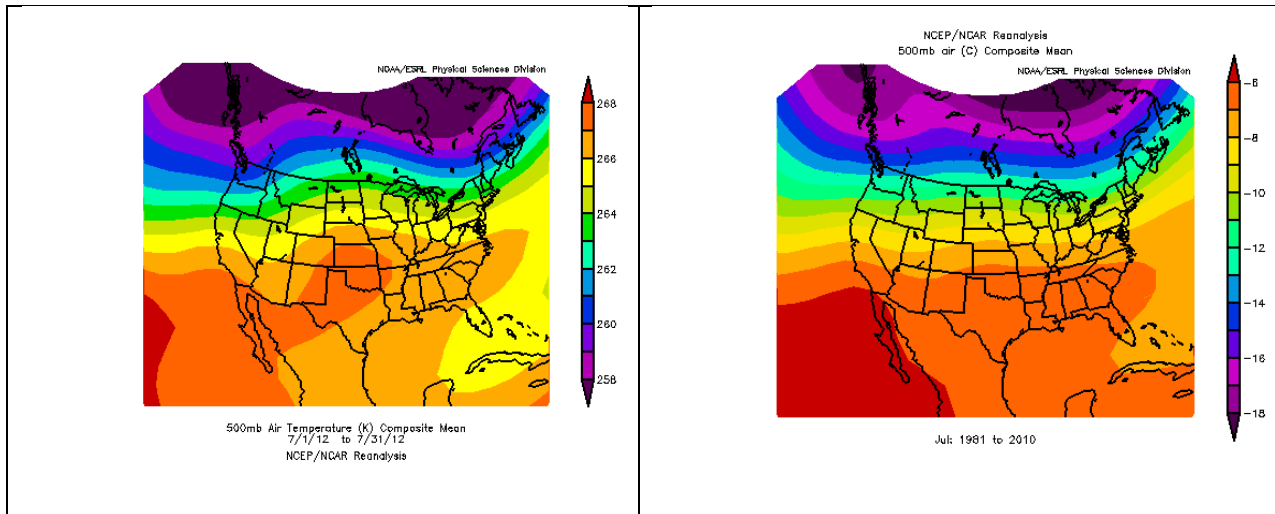 NOAA/ESRL Physical Sciences Division
268
266
264
262
260
258
500mb Air Temperature (K) Composite Mean
7/1/12 to 7/31/12
NCEP/NCAR Reanalysis
NCEP/NCAR Reanalysis
500mb air (C) Composite Mean
NOAA/ESRL Physical Sciences Division
-6
-8
-10
-12
-14
-16
-18
Jul: 1981 to 2010